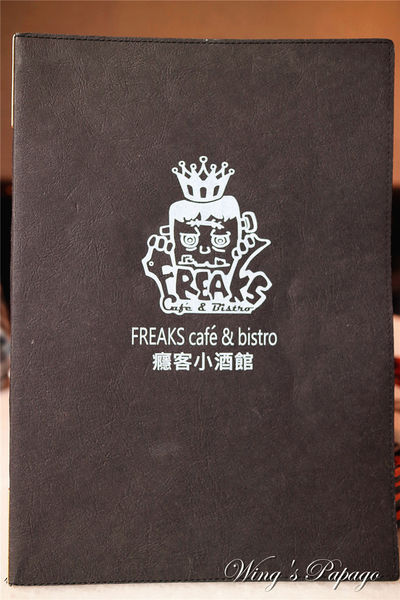 FREAKS
Cafe & Bistro
FREAKS café & bistro
癮客小酒館
Wing's Papago